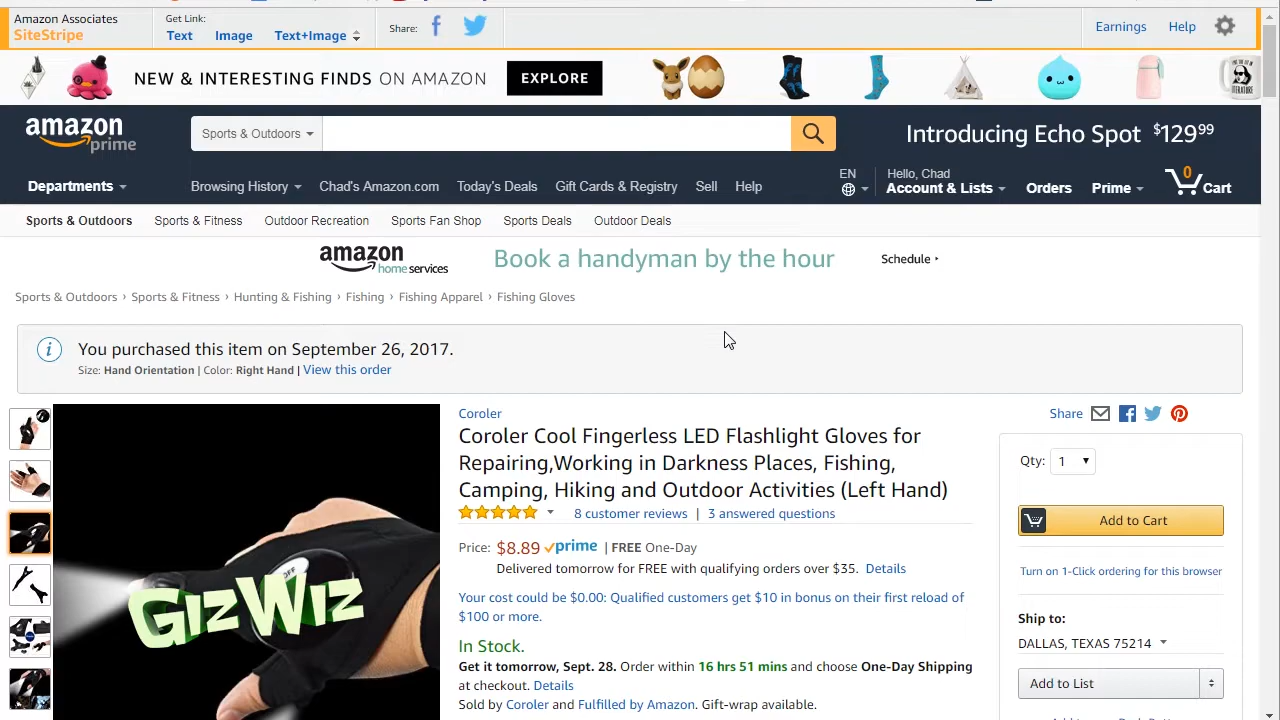 Amazon Associates
SiteStripe
Get Link:
Text Image Text+Image
Share:
Earnings Help
NEW & INTERESTING FINDS ON AMAZON EXPLORE
amazon prime
Sports & Outdoors
Introducing Echo Spot $129.99
Departments
Browsing History Chad's Amazon.com Today's Deals Gift Cards & Registry Sell Help
EN
Hello, Chad
Account & Lists Orders Prime 0 Cart
Sports & Outdoors Sports & Fitness Outdoor Recreation Sports Fan Shop Sports Deals Outdoor Deals
amazon home services
Book a handyman by the hour
Schedule
Sports & Outdoors › Sports & Fitness › Hunting & Fishing › Fishing › Fishing Apparel › Fishing Gloves
You purchased this item on September 26, 2017.
Size: Hand Orientation | Color: Right Hand | View this order
OFF
GIZWIZ
Coroler
Coroler Cool Fingerless LED Flashlight Gloves for
Repairing,Working in Darkness Places, Fishing,
Camping, Hiking and Outdoor Activities (Left Hand)
8 customer reviews | 3 answered questions
Price: $8.89 prime | FREE One-Day
Delivered tomorrow for FREE with qualifying orders over $35. Details
Your cost could be $0.00: Qualified customers get $10 in bonus on their first reload of
$100 or more.
In Stock.
Get it tomorrow, Sept. 28. Order within 16 hrs 51 mins and choose One-Day Shipping
at checkout. Details
Sold by Coroler and Fulfilled by Amazon. Gift-wrap available.
Share
Qty: 1
Add to Cart
Turn on 1-Click ordering for this browser
Ship to:
DALLAS, TEXAS 75214
Add to List